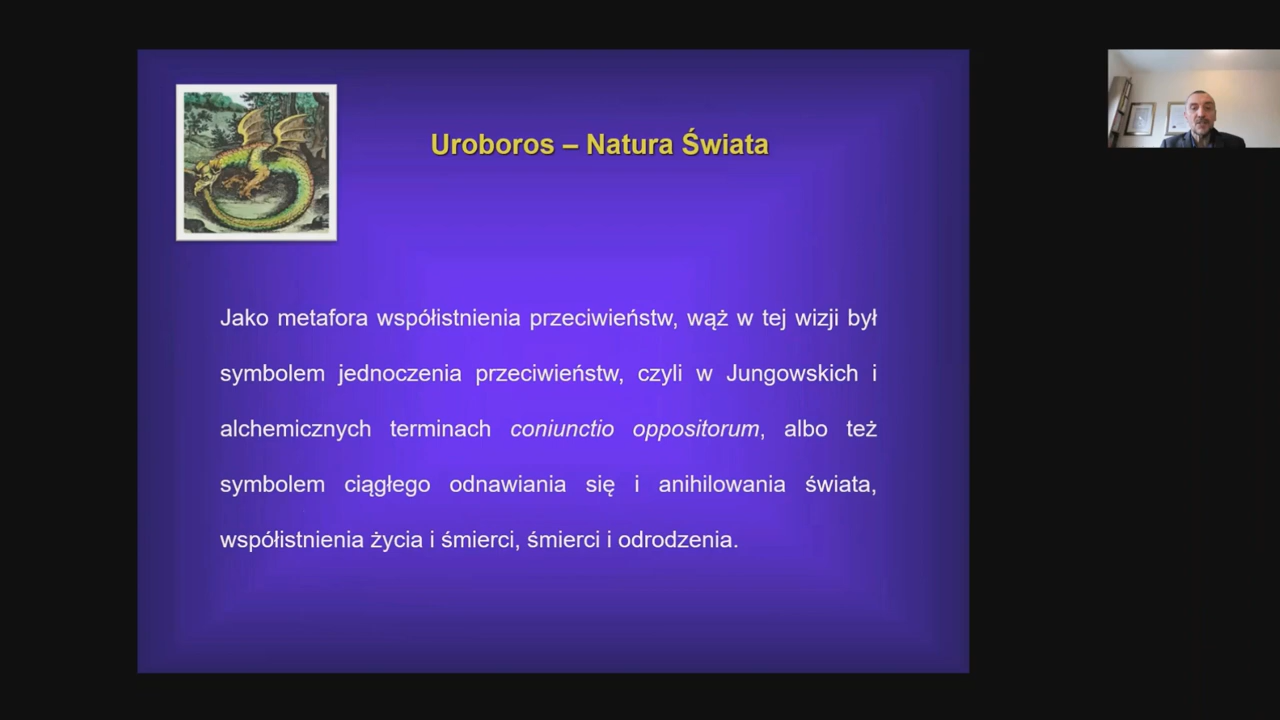 Uroboros – Natura Świata
Jako metafora współistnienia przeciwieństw, wąż w tej wizji był
symbolem jednoczenia przeciwieństw, czyli w Jungowskich i
alchemicznych terminach coniunctio oppositorum, albo też
symbolem ciągłego odnawiania się i anihilowania świata,
współistnienia życia i śmierci, śmierci i odrodzenia.